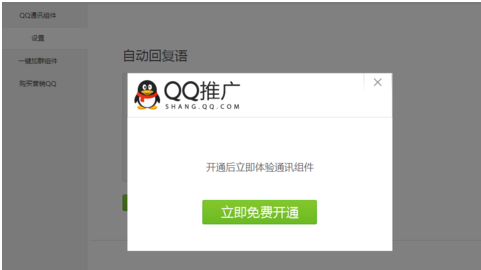 QQ通讯组件
设置
一键加群组件
购买营销QQ
自动回复语
QQ推广
SHANG.QQ.COM
开通后立即体验通讯组件
立即免费开通